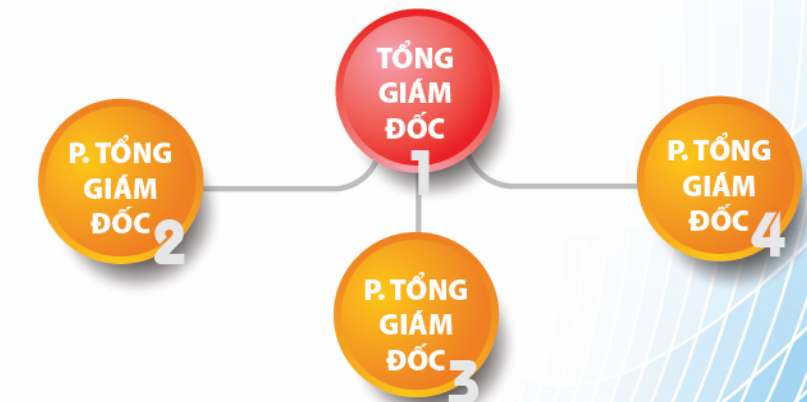 TỔNG
GIÁM
ĐỐC
1
P. TỔNG
GIÁM
ĐỐC
2
P. TỔNG
GIÁM
ĐỐC
3
P. TỔNG
GIÁM
ĐỐC
4